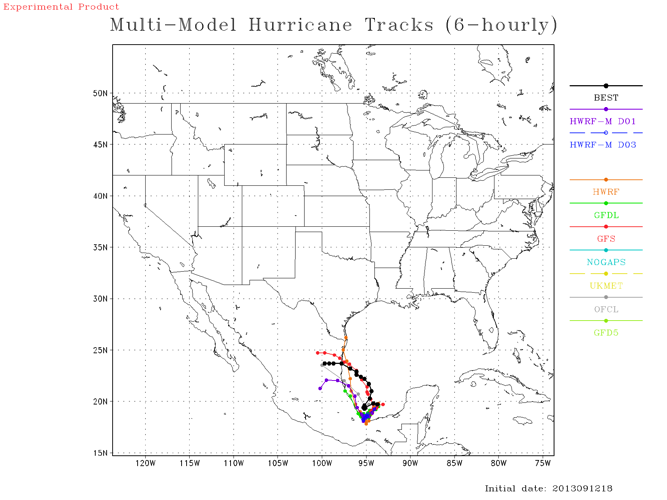 Experimental Product
Multi-Model Hurricane Tracks (6-hourly)
50N
45N
40N
35N
30N
25N
20N
15N
120W
115W
110W
105W
100W
95W
90W
85W
80W
75W
BEST
HWRF-M D01
HWRF-M D03
HWRF
GFDL
GFS
NOGAPS
UKMET
OFCL
GFD5
Initial date: 2013091218